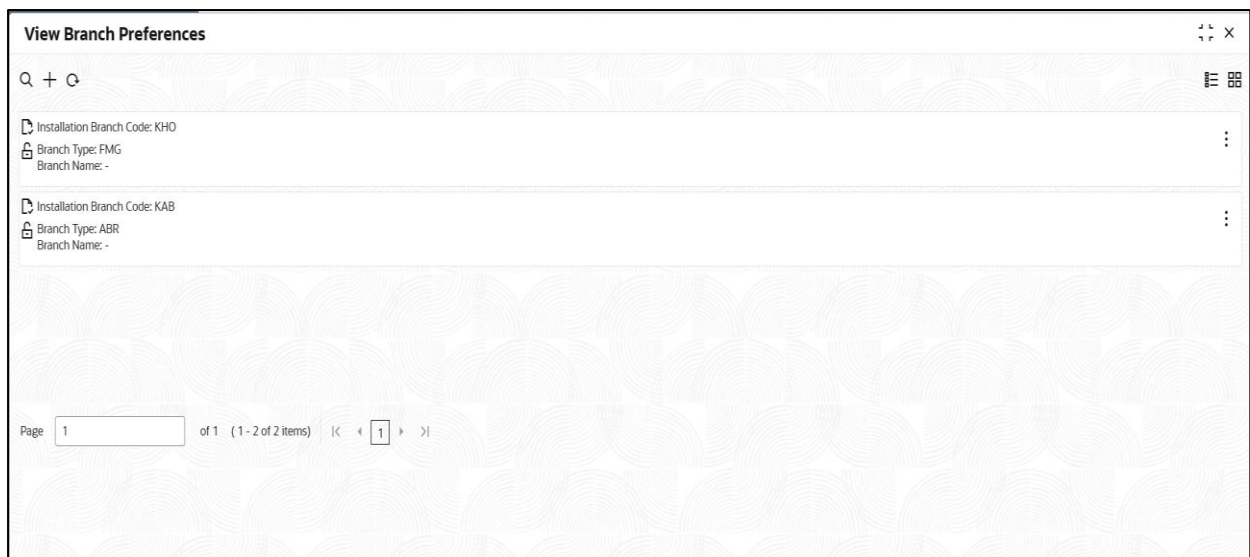 View Branch Preferences
Installation Branch Code: KHO
Branch Type: FMG
Branch Name: -
Installation Branch Code: KAB
Branch Type: ABR
Branch Name: -
Page 1 of 1 ( 1 - 2 of 2 items) 1